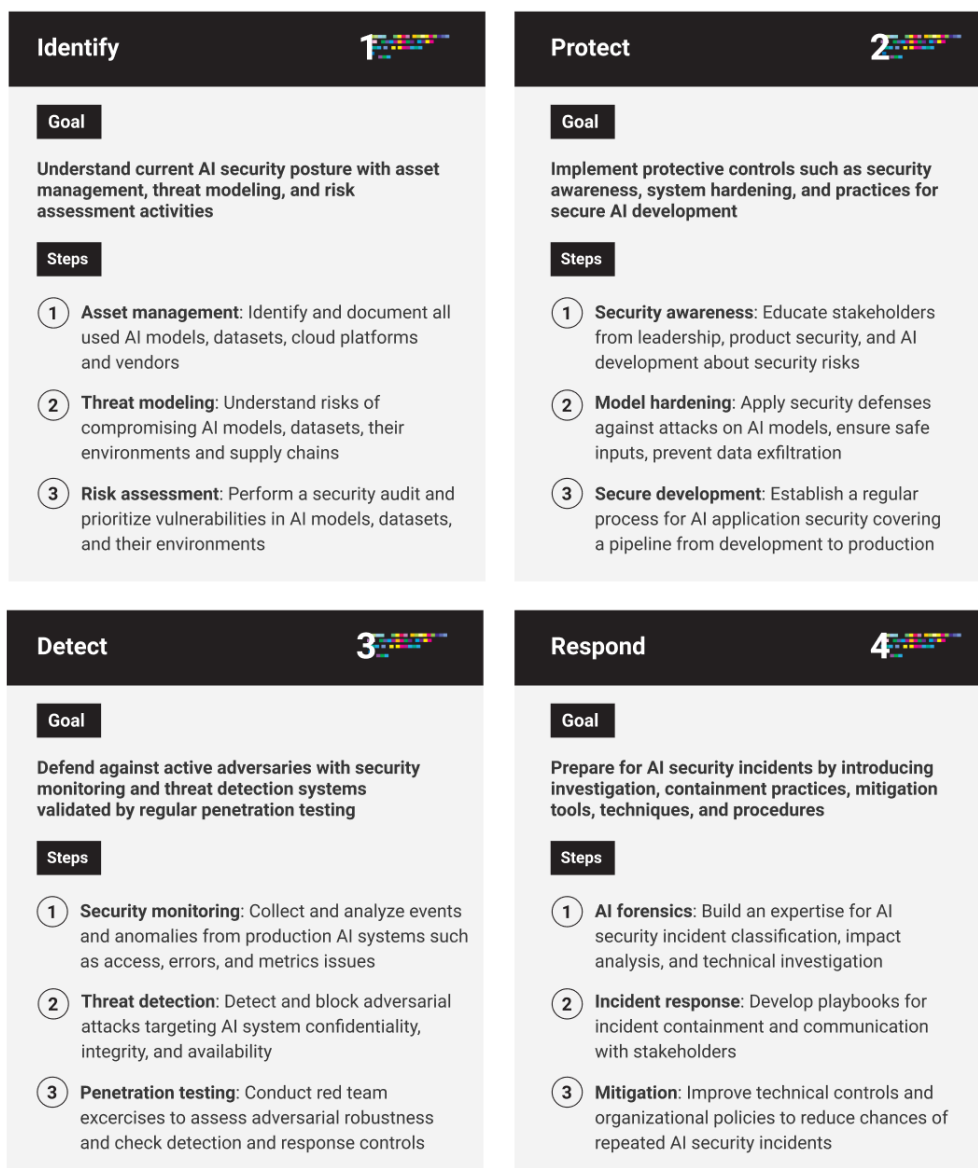 Identify
1
Goal
Understand current AI security posture with asset
management, threat modeling, and risk
assessment activities
Steps
1
Asset management: Identify and document all
used AI models, datasets, cloud platforms
and vendors
2
Threat modeling: Understand risks of
compromising AI models, datasets, their
environments and supply chains
3
Risk assessment: Perform a security audit and
prioritize vulnerabilities in AI models, datasets,
and their environments
Protect
2
Goal
Implement protective controls such as security
awareness, system hardening, and practices for
secure AI development
Steps
1
Security awareness: Educate stakeholders
from leadership, product security, and AI
development about security risks
2
Model hardening: Apply security defenses
against attacks on AI models, ensure safe
inputs, prevent data exfiltration
3
Secure development: Establish a regular
process for AI application security covering
a pipeline from development to production
Detect
3
Goal
Defend against active adversaries with security
monitoring and threat detection systems
validated by regular penetration testing
Steps
1
Security monitoring: Collect and analyze events
and anomalies from production AI systems such
as access, errors, and metrics issues
2
Threat detection: Detect and block adversarial
attacks targeting AI system confidentiality,
integrity, and availability
3
Penetration testing: Conduct red team
excercises to assess adversarial robustness
and check detection and response controls
Respond
4
Goal
Prepare for AI security incidents by introducing
investigation, containment practices, mitigation
tools, techniques, and procedures
Steps
1
AI forensics: Build an expertise for AI
security incident classification, impact
analysis, and technical investigation
2
Incident response: Develop playbooks for
incident containment and communication
with stakeholders
3
Mitigation: Improve technical controls and
organizational policies to reduce chances of
repeated AI security incidents